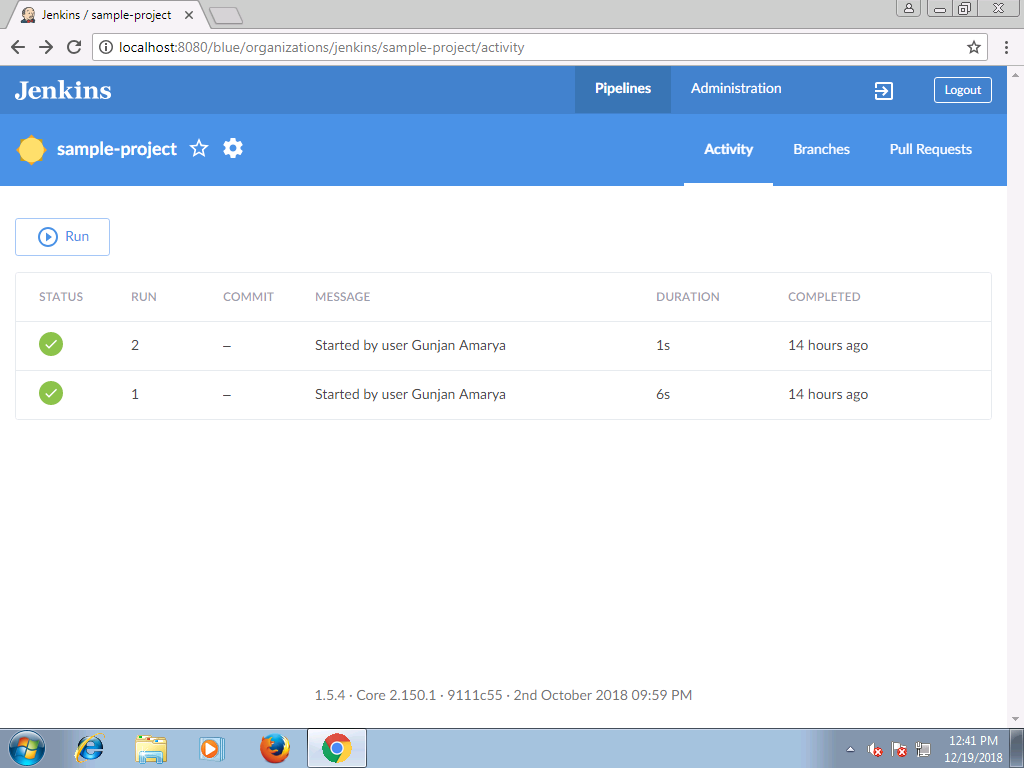 Jenkins / sample-project
localhost:8080/blue/organizations/jenkins/sample-project/activity
Jenkins Pipelines Administration Logout
sample-project Activity Branches Pull Requests
Run
STATUS RUN COMMIT MESSAGE DURATION COMPLETED
2 – Started by user Gunjan Amarya 1s 14 hours ago
1 – Started by user Gunjan Amarya 6s 14 hours ago
1.5.4 · Core 2.150.1 · 9111c55 · 2nd October 2018 09:59 PM
12:41 PM
12/19/2018